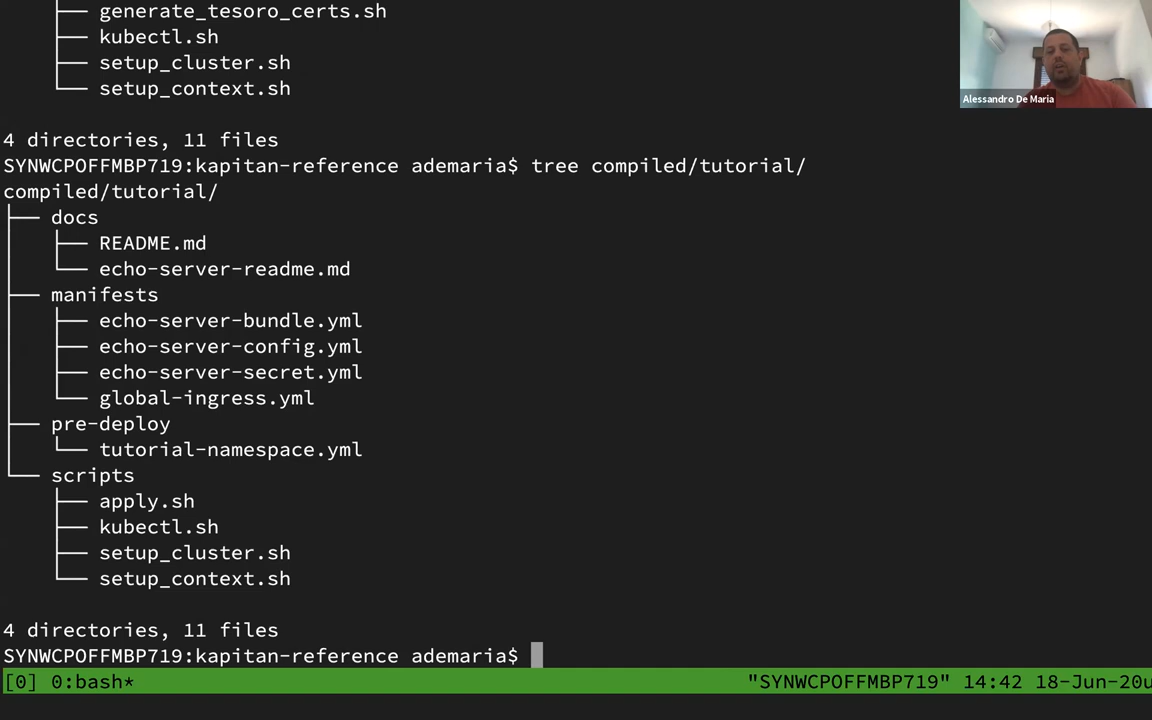 ├── generate_tesoro_certs.sh
├── kubectl.sh
├── setup_cluster.sh
└── setup_context.sh
4 directories, 11 files
SYNWCPOFFMBP719:kapitan-reference ademaria$ tree compiled/tutorial/
compiled/tutorial/
├── docs
│   ├── README.md
│   └── echo-server-readme.md
├── manifests
│   ├── echo-server-bundle.yml
│   ├── echo-server-config.yml
│   ├── echo-server-secret.yml
│   └── global-ingress.yml
├── pre-deploy
│   └── tutorial-namespace.yml
└── scripts
    ├── apply.sh
    ├── kubectl.sh
    ├── setup_cluster.sh
    └── setup_context.sh
4 directories, 11 files
SYNWCPOFFMBP719:kapitan-reference ademaria$
[0] 0:bash* "SYNWCPOFFMBP719" 14:42 18-Jun-20
Alessandro De Maria